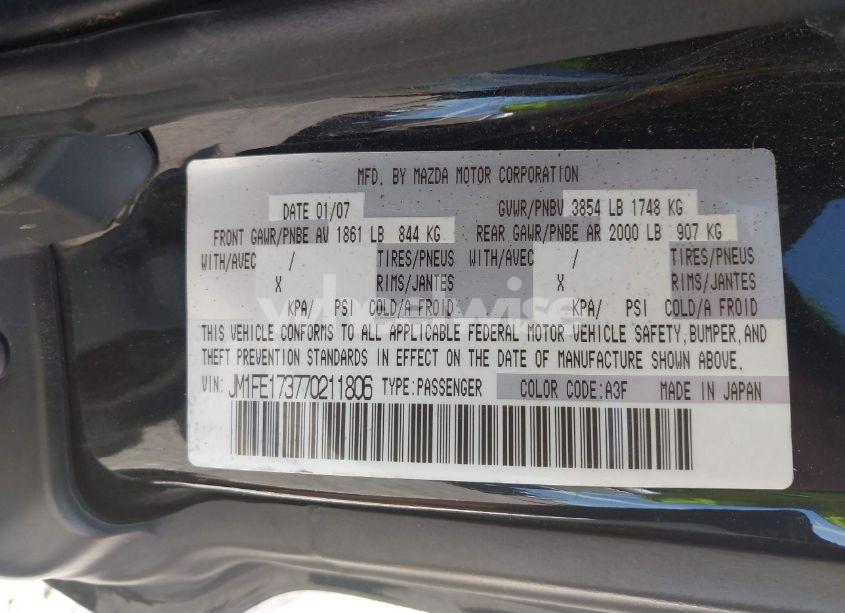 MFD. BY MAZDA MOTOR CORPORATION
DATE 01/07 GVWR/PNBV 3854 LB 1748 KG
FRONT GAWR/PNBE AV 1861 LB 844 KG REAR GAWR/PNBE AR 2000 LB 907 KG
WITH/AVEC / TIRES/PNEUS WITH/AVEC / TIRES/PNEUS
X RIMS/JANTES X RIMS/JANTES
KPA/ PSI COLD/A FROID KPA/ PSI COLD/A FROID
THIS VEHICLE CONFORMS TO ALL APPLICABLE FEDERAL MOTOR VEHICLE SAFETY, BUMPER, AND
THEFT PREVENTION STANDARDS IN EFFECT ON THE DATE OF MANUFACTURE SHOWN ABOVE.
VIN: JM1FE173770211806 TYPE:PASSENGER COLOR CODE:A3F MADE IN JAPAN